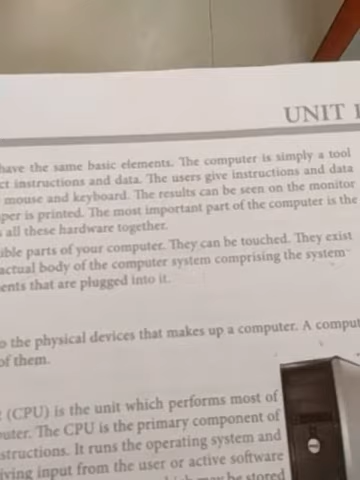 UNIT
have the same basic elements. The computer is simply a tool
ct instructions and data. The users give instructions and data
mouse and keyboard. The results can be seen on the monitor
per is printed. The most important part of the computer is the
all these hardware together.
ible parts of your computer. They can be touched. They exist
actual body of the computer system comprising the system
ents that are plugged into it.
o the physical devices that makes up a computer. A comput
of them.
(CPU) is the unit which performs most of
uter. The CPU is the primary component of
structions. It runs the operating system and
iving input from the user or active software
may be stored